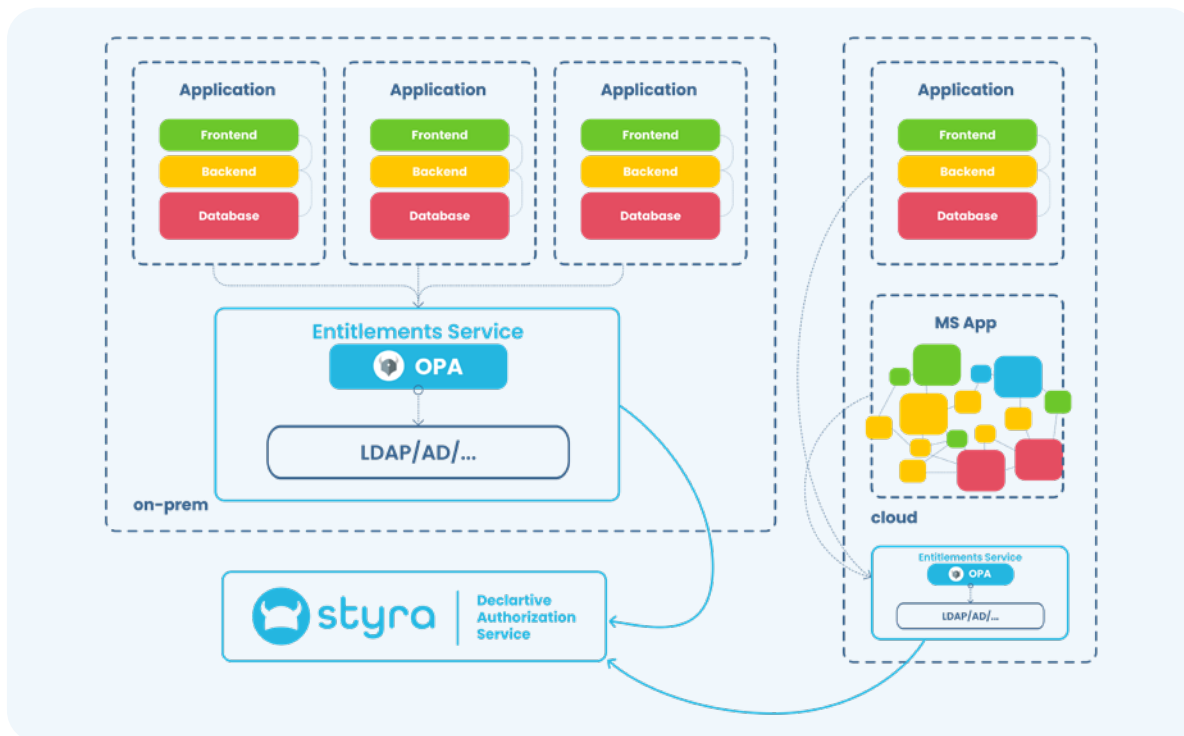 Application
Frontend
Backend
Database
Application
Frontend
Backend
Database
Application
Frontend
Backend
Database
Entitlements Service
OPA
LDAP/AD/...
on-prem
styra
Declartive
Authorization
Service
Application
Frontend
Backend
Database
MS App
cloud
Entitlements Service
OPA
LDAP/AD/...